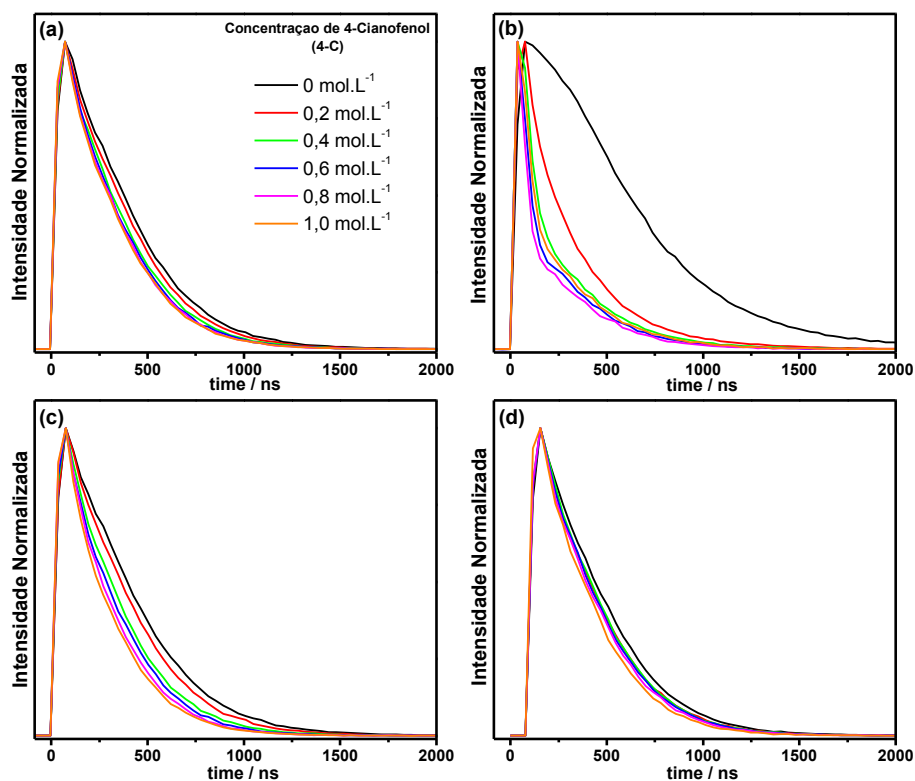 (a)
Concentraçao de 4-Cianofenol
(4-C)
0 mol.L⁻¹
0,2 mol.L⁻¹
0,4 mol.L⁻¹
0,6 mol.L⁻¹
0,8 mol.L⁻¹
1,0 mol.L⁻¹
Intensidade Normalizada
0 500 1000 1500 2000
time / ns
(b)
Intensidade Normalizada
0 500 1000 1500 2000
time / ns
(c)
Intensidade Normalizada
0 500 1000 1500 2000
time / ns
(d)
Intensidade Normalizada
0 500 1000 1500 2000
time / ns